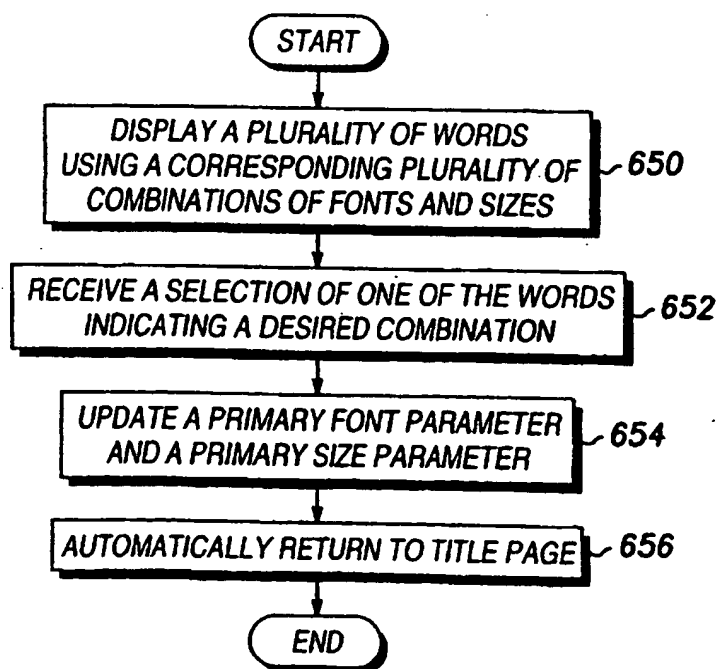 START
DISPLAY A PLURALITY OF WORDS
USING A CORRESPONDING PLURALITY OF
COMBINATIONS OF FONTS AND SIZES
650
RECEIVE A SELECTION OF ONE OF THE WORDS
INDICATING A DESIRED COMBINATION
652
UPDATE A PRIMARY FONT PARAMETER
AND A PRIMARY SIZE PARAMETER
654
AUTOMATICALLY RETURN TO TITLE PAGE
656
END